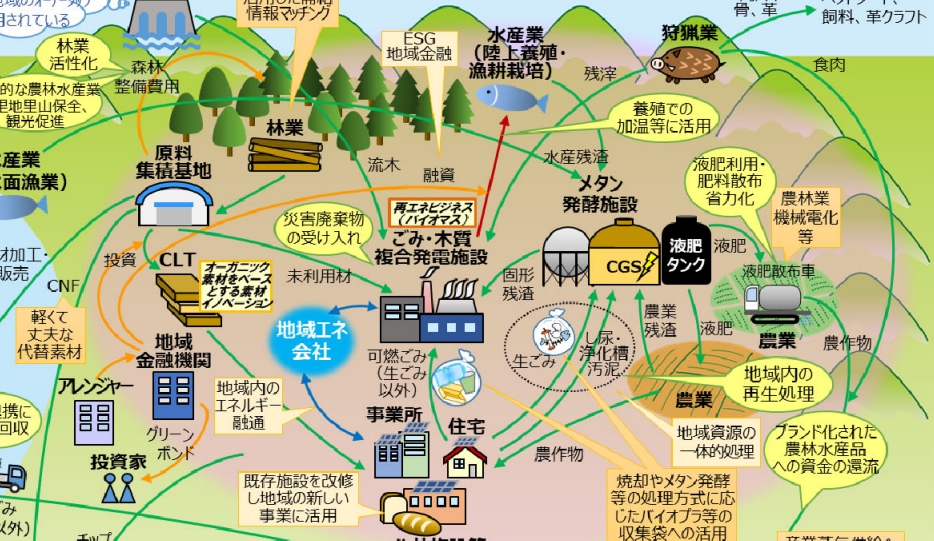 用されている
情報マッチング
骨、革
飼料、革クラフト
林業
活性化
森林
整備費用
的な農林水産業
里地里山保全、
観光促進
ESG
地域金融
水産業
(陸上養殖・
漁耕栽培)
狩猟業
残滓
食肉
養殖での
加温等に活用
林業
流木
融資
水産残渣
原料
集積基地
産業
面漁業)
メタン
発酵施設
液肥利用・
肥料散布
省力化
農林業
機械電化
等
災害廃棄物
の受け入れ
再エネビジネス
(バイオマス)
ごみ・木質
複合発電施設
固形
残渣
CGS
液肥
タンク
液肥
液肥散布車
農業
農作物
オ加工・
販売
CNF
投資
CLT
オーガニック
素材をベース
とする素材
イノベーション
未利用材
軽くて
丈夫な
代替素材
地域エネ
会社
地域
金融機関
可燃ごみ
(生ごみ
以外)
生ごみ
し尿・
浄化槽
汚泥
農業
残渣
液肥
農業
地域内の
再生処理
アレンジャー
地域内の
エネルギー
融通
事業所
住宅
農作物
地域資源の
一体的処理
ブランド化された
農林水産品
への資金の還流
連携に
回収
グリーン
ボンド
投資家
既存施設を改修
し地域の新しい
事業に活用
焼却やメタン発酵
等の処理方式に応
じたバイオプラ等の
収集袋への活用
ごみ
以外)
チップ